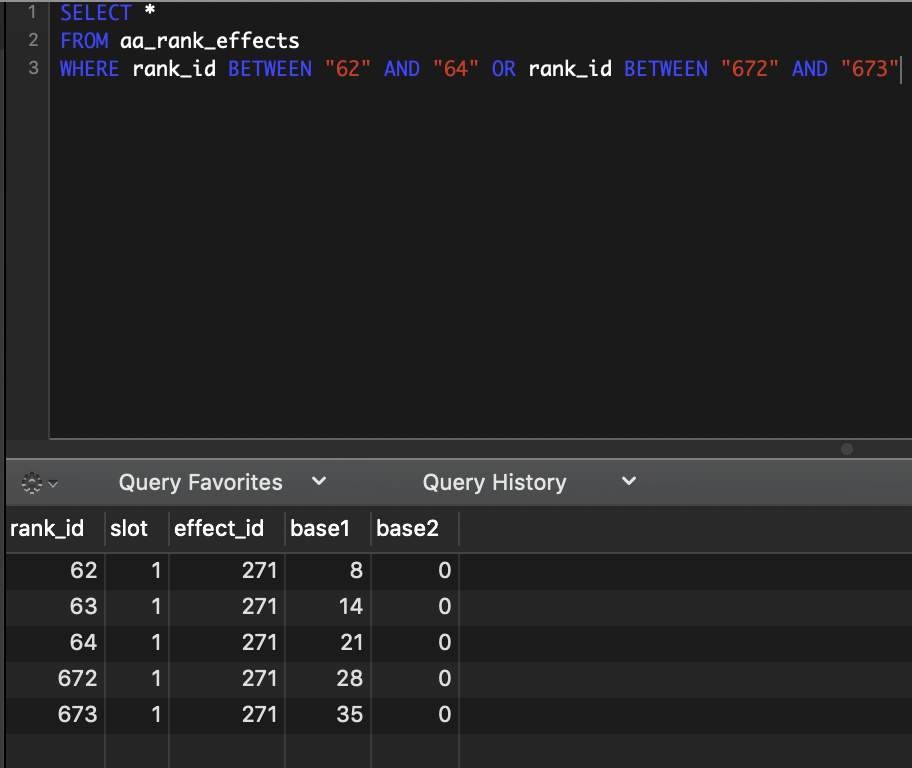 1 SELECT *
2 FROM aa_rank_effects
3 WHERE rank_id BETWEEN "62" AND "64" OR rank_id BETWEEN "672" AND "673"
Query Favorites Query History
rank_id slot effect_id base1 base2
62 1 271 8 0
63 1 271 14 0
64 1 271 21 0
672 1 271 28 0
673 1 271 35 0